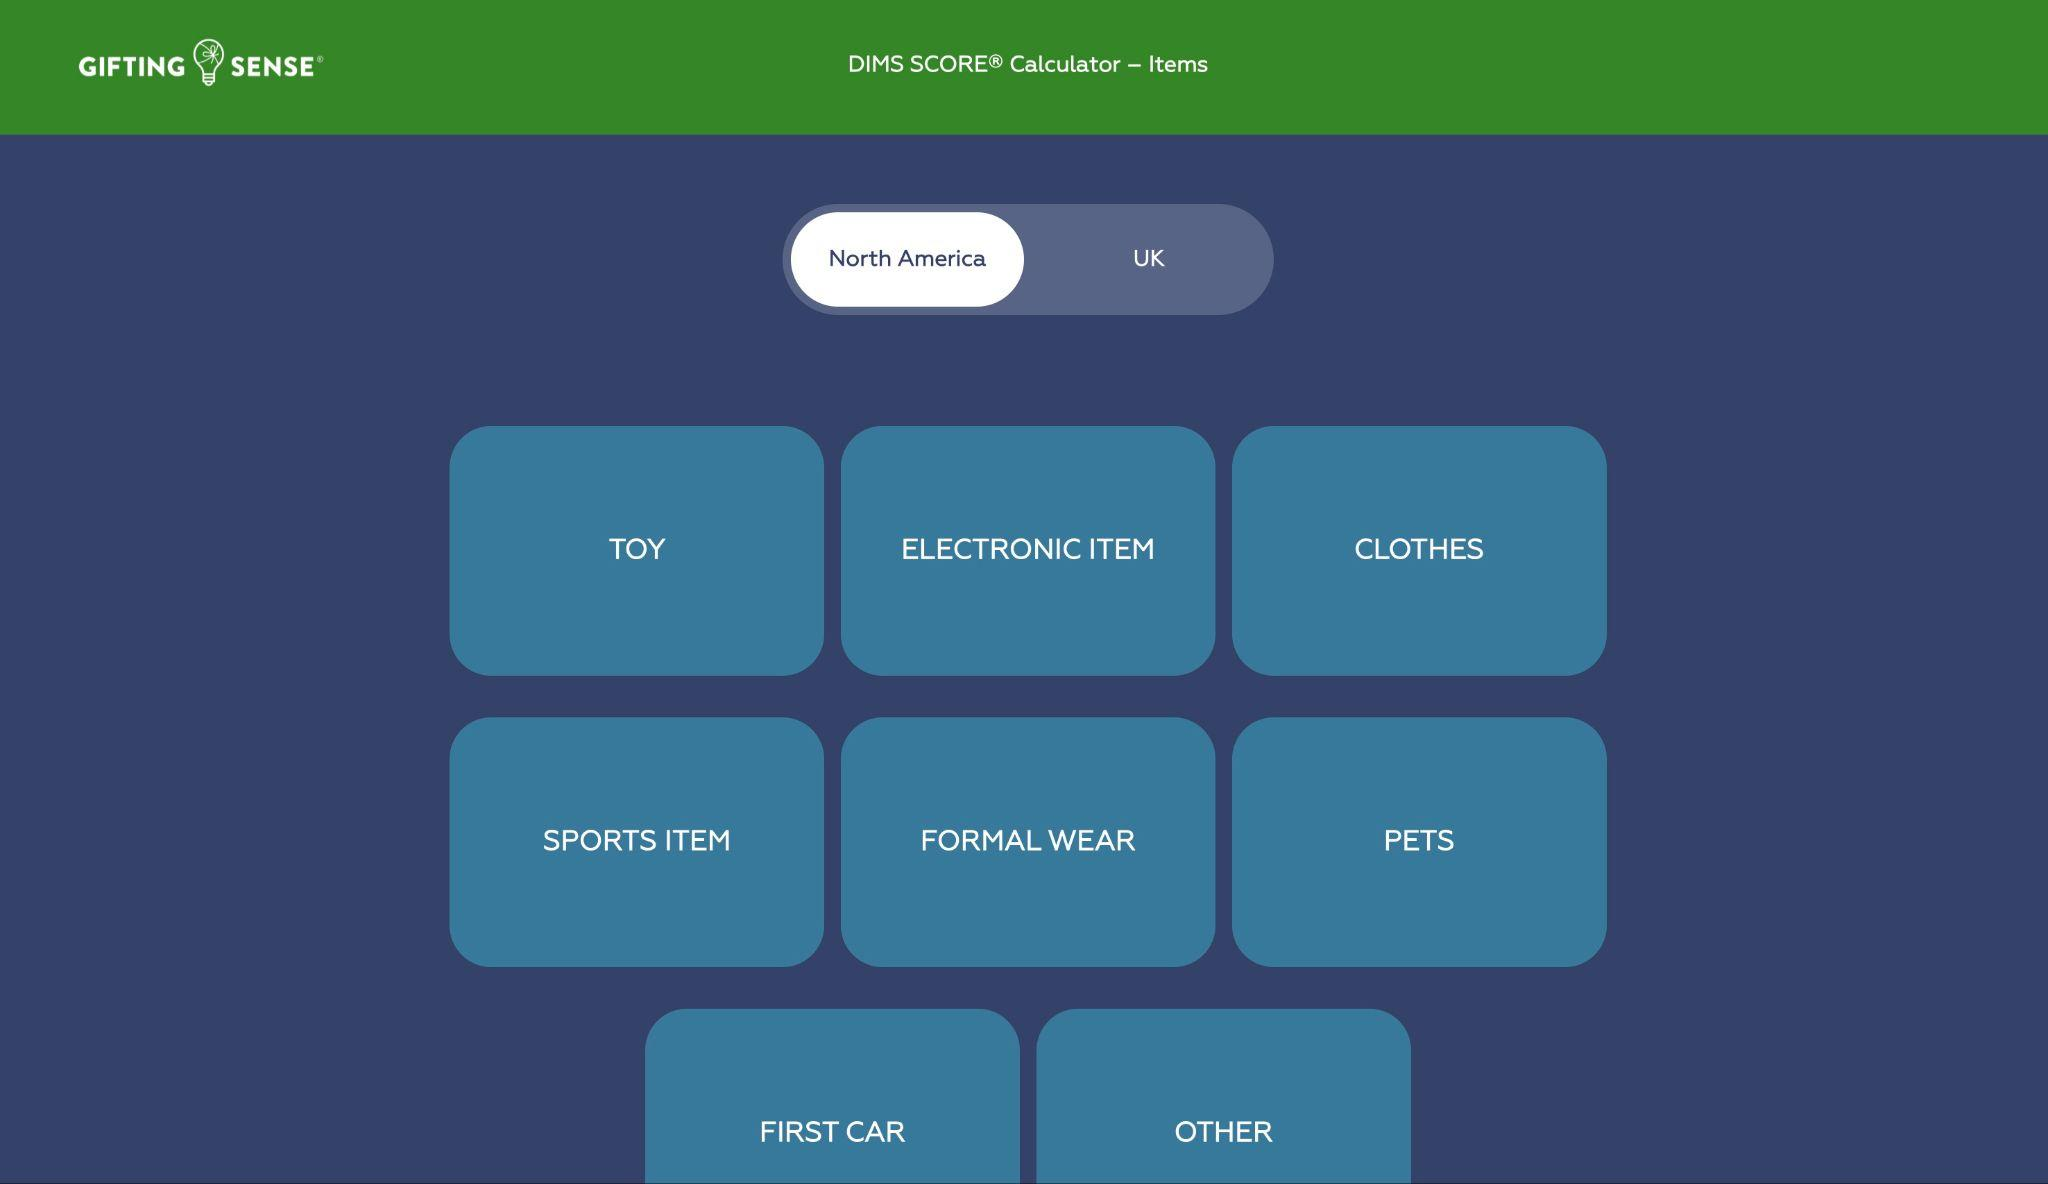 GIFTING SENSE®
DIMS SCORE® Calculator – Items
North America
UK
TOY
ELECTRONIC ITEM
CLOTHES
SPORTS ITEM
FORMAL WEAR
PETS
FIRST CAR
OTHER